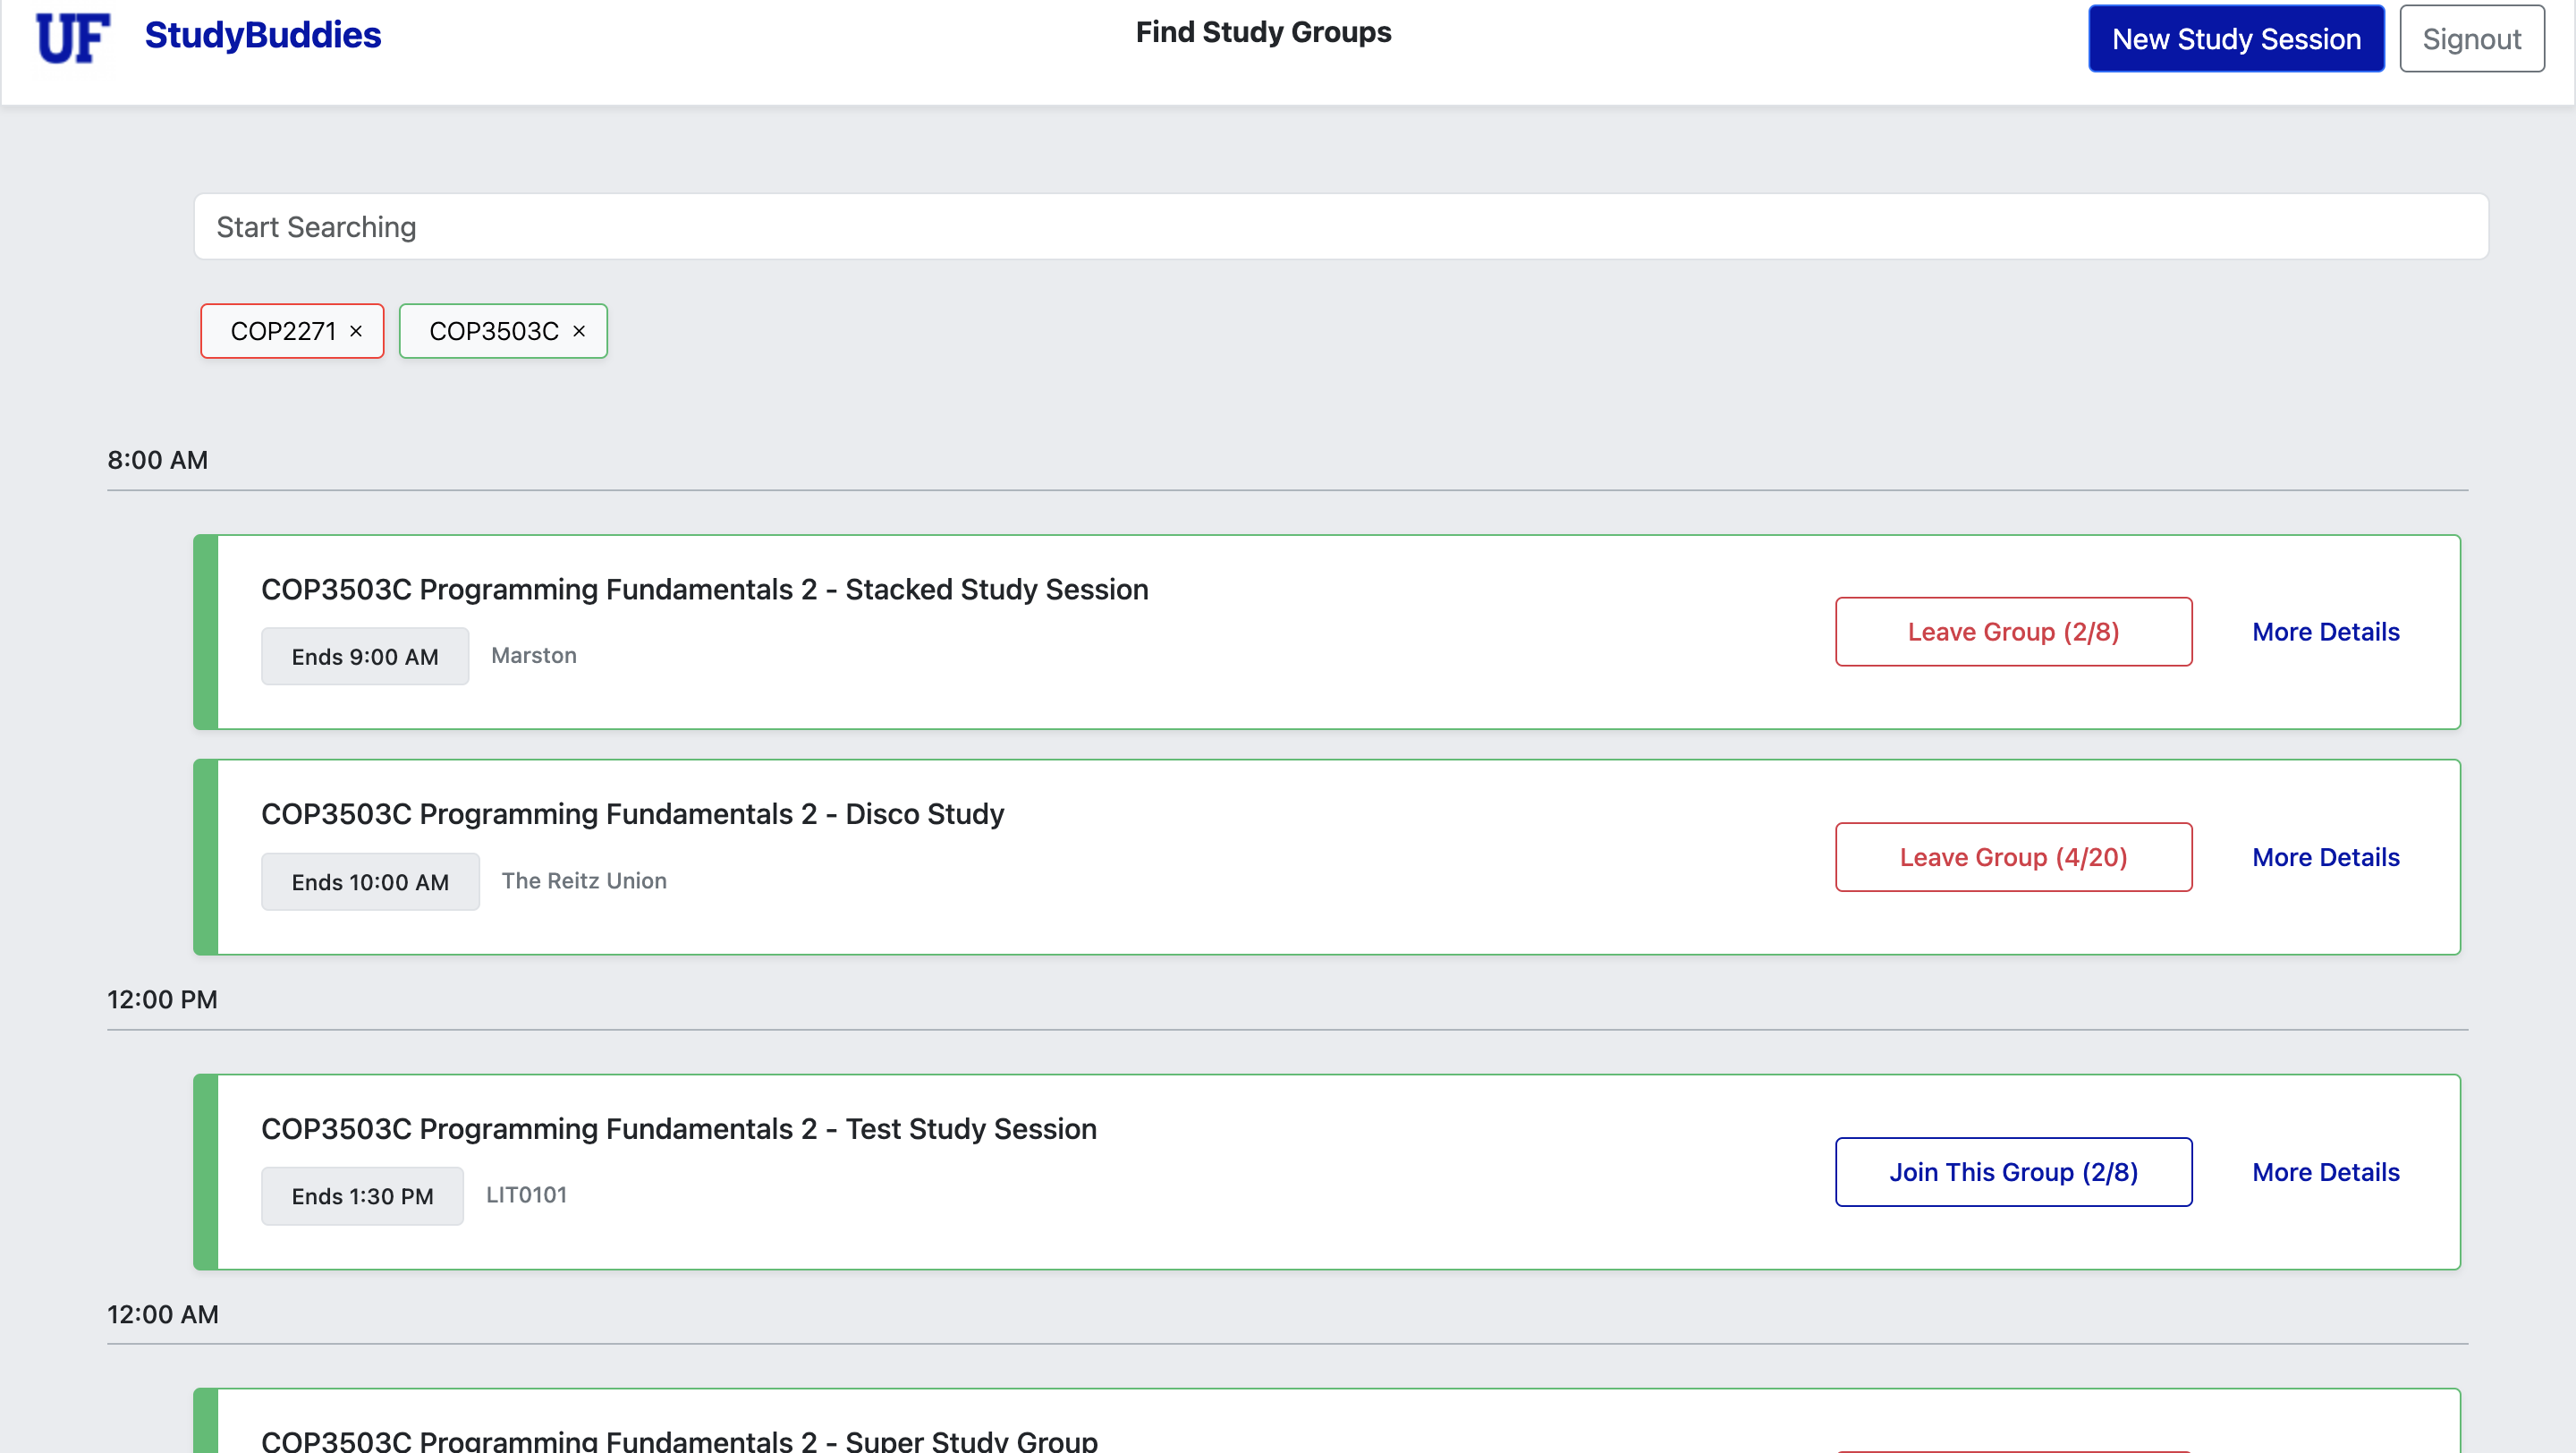 UF StudyBuddies Find Study Groups New Study Session Signout
Start Searching
COP2271 × COP3503C ×
8:00 AM
COP3503C Programming Fundamentals 2 - Stacked Study Session
Ends 9:00 AM Marston
Leave Group (2/8) More Details
COP3503C Programming Fundamentals 2 - Disco Study
Ends 10:00 AM The Reitz Union
Leave Group (4/20) More Details
12:00 PM
COP3503C Programming Fundamentals 2 - Test Study Session
Ends 1:30 PM LIT0101
Join This Group (2/8) More Details
12:00 AM
COP3503C Programming Fundamentals 2 - Super Study Group